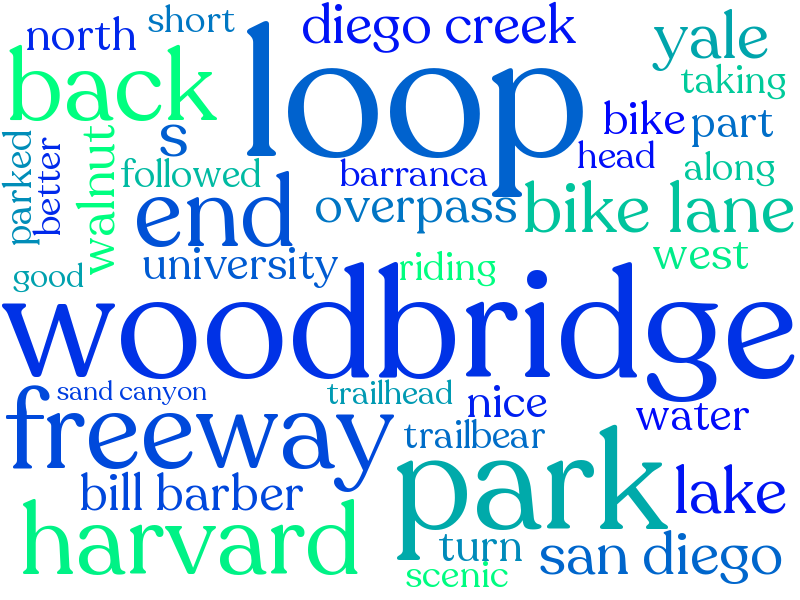 north
short
diego creek
yale
back
loop
taking
s
bike
part
parked
better
walnut
followed
barranca
head
along
end
overpass
bike lane
good
university
riding
west
woodbridge
sand canyon
trailhead
nice
water
freeway
trailbear
bill barber
park
lake
harvard
turn
san diego
scenic